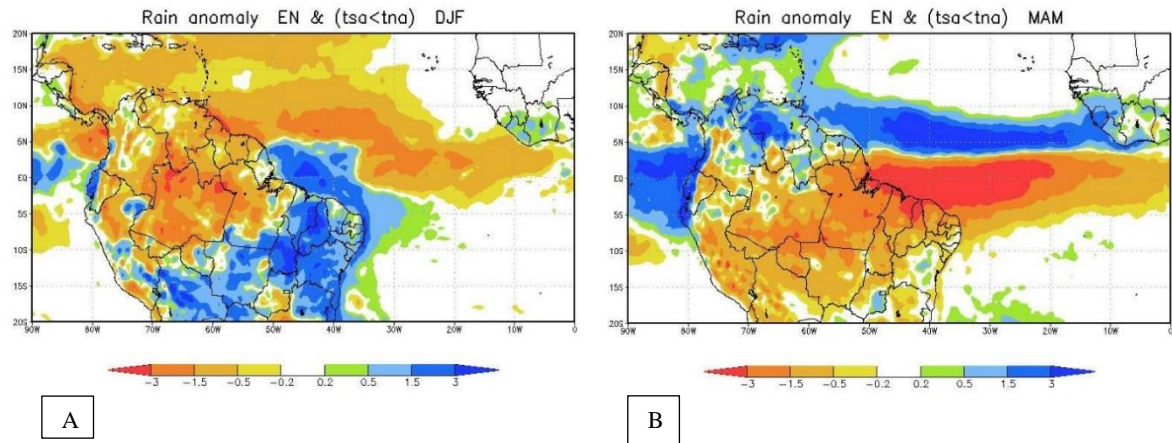 Rain anomaly EN & (tsa<tna) DJF
20N
15N
10N
5N
EQ
5S
10S
15S
20S
90W 80W 70W 60W 50W 40W 30W 20W 10W 0
-3 -1.5 -0.5 -0.2 0.2 0.5 1.5 3
A
Rain anomaly EN & (tsa<tna) MAM
20N
15N
10N
5N
EQ
5S
10S
15S
20S
90W 80W 70W 60W 50W 40W 30W 20W 10W 0
-3 -1.5 -0.5 -0.2 0.2 0.5 1.5 3
B